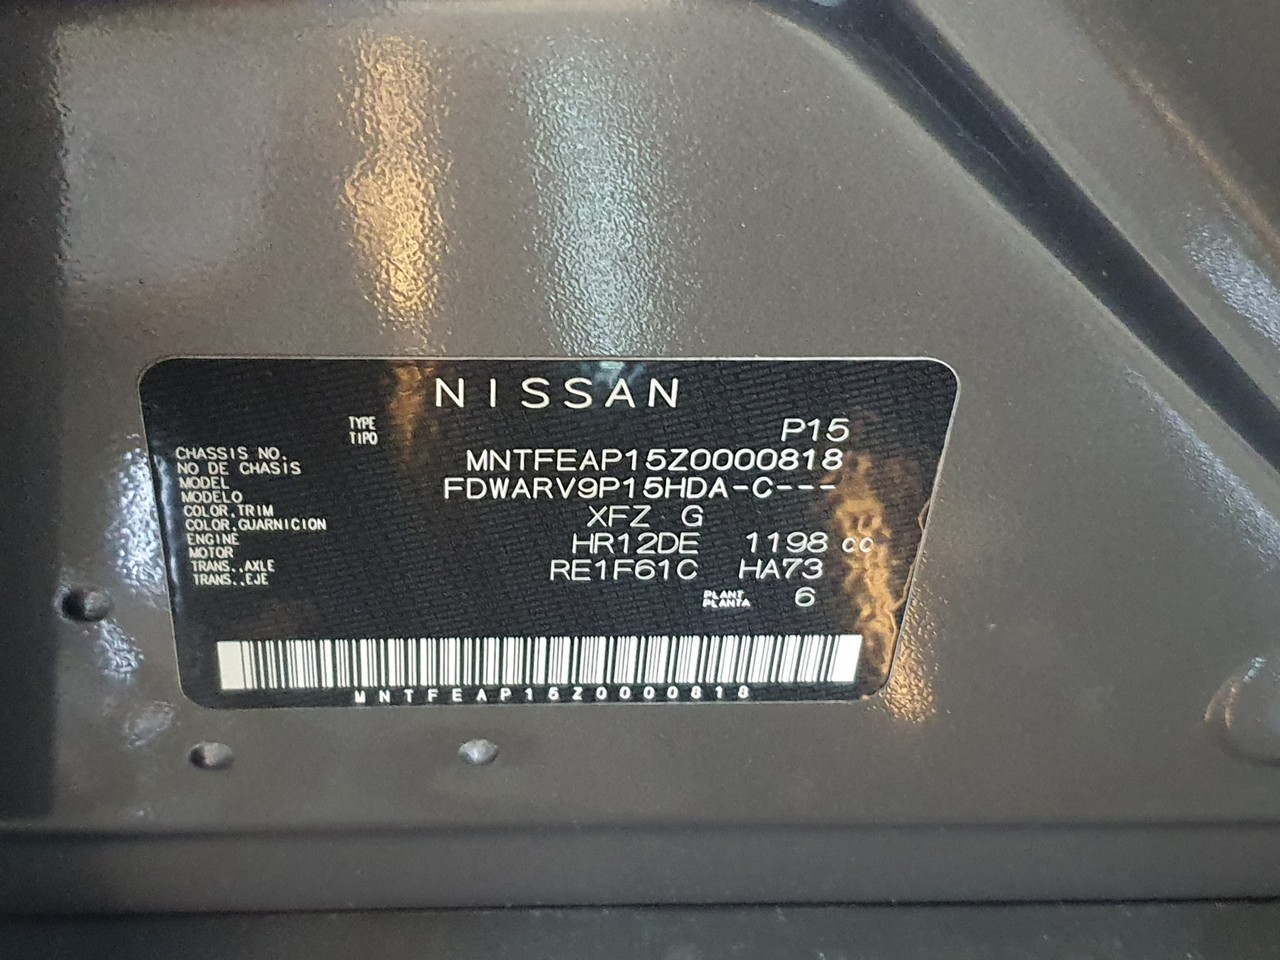 NISSAN
TYPE
TIPO
P15
CHASSIS NO.
NO DE CHASIS
MNTFEAP15Z0000818
MODEL
MODELO
FDWARV9P15HDA-C---
COLOR,TRIM
COLOR,GUARNICION
XFZ G
ENGINE
MOTOR
HR12DE 1198 cc
TRANS.,AXLE
TRANS.,EJE
RE1F61C HA73
PLANT
PLANTA
6
MNTFEAP15Z0000818